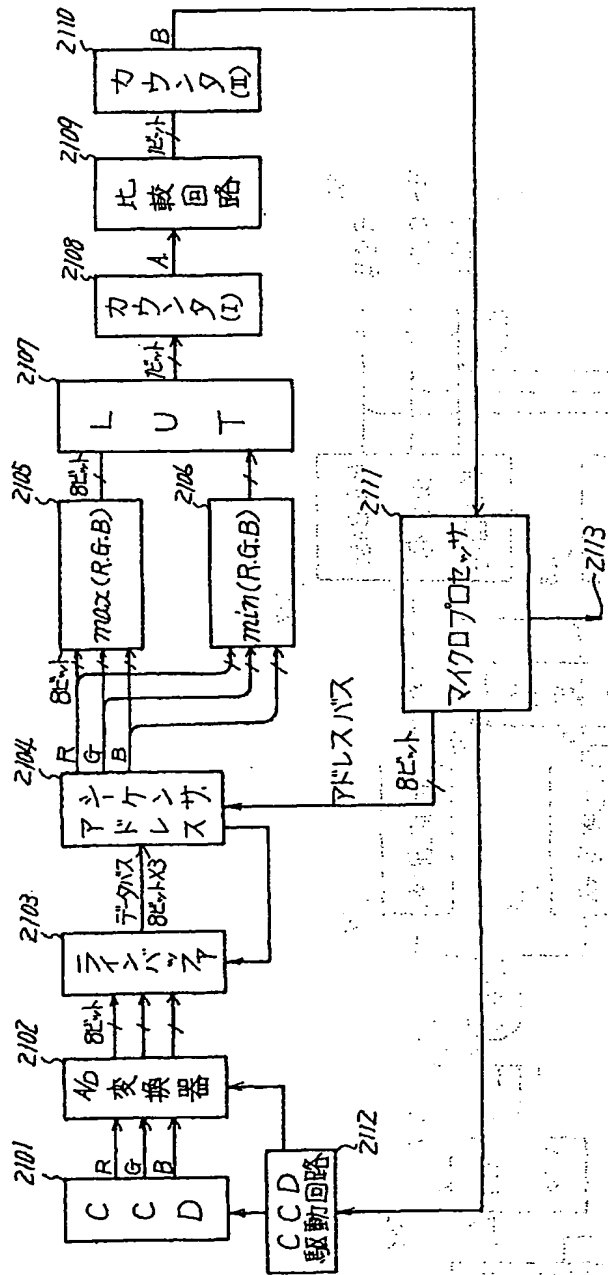 2101
CCD
R
G
B
2102
A/D
変換器
8ビット
2103
ラインバッファ
データバス
8ビット×3
2104
アドレス
シーケンサ
R
G
B
8ビット
2105
max(R.G.B)
8ビット
2106
min(R.G.B)
2107
LUT
1ビット
2108
カウンタ
(I)
A
2109
比較回路
1ビット
2110
カウンタ
(II)
B
2111
マイクロプロセッサ
アドレスバス
8ビット
2112
CCD
駆動回路
2113